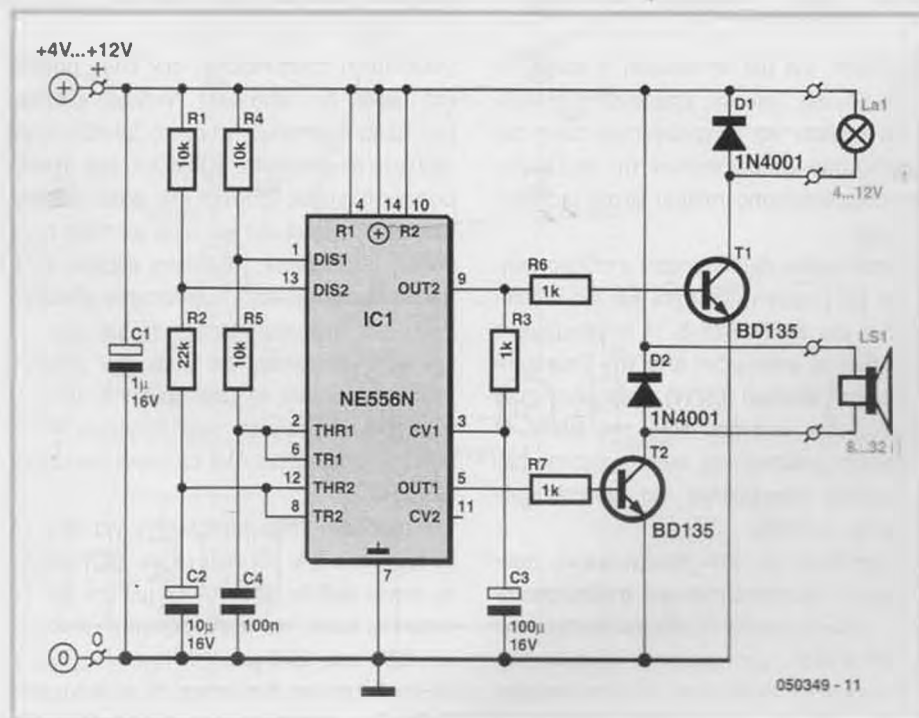 +4V...+12V
+
R1
10k
R4
10k
D1
1N4001
La1
4...12V
4
14
10
R1
R2
1
DIS1
13
DIS2
OUT2
9
IC1
R6
1k
T1
BD135
R2
22k
R5
10k
R3
1k
C1
1µ
16V
NE556N
D2
1N4001
LS1
2
THR1
CV1
3
6
TR1
12
THR2
OUT1
5
8
TR2
CV2
11
R7
1k
T2
BD135
7
C2
10µ
16V
C4
100n
C3
100µ
16V
0
050349 - 11